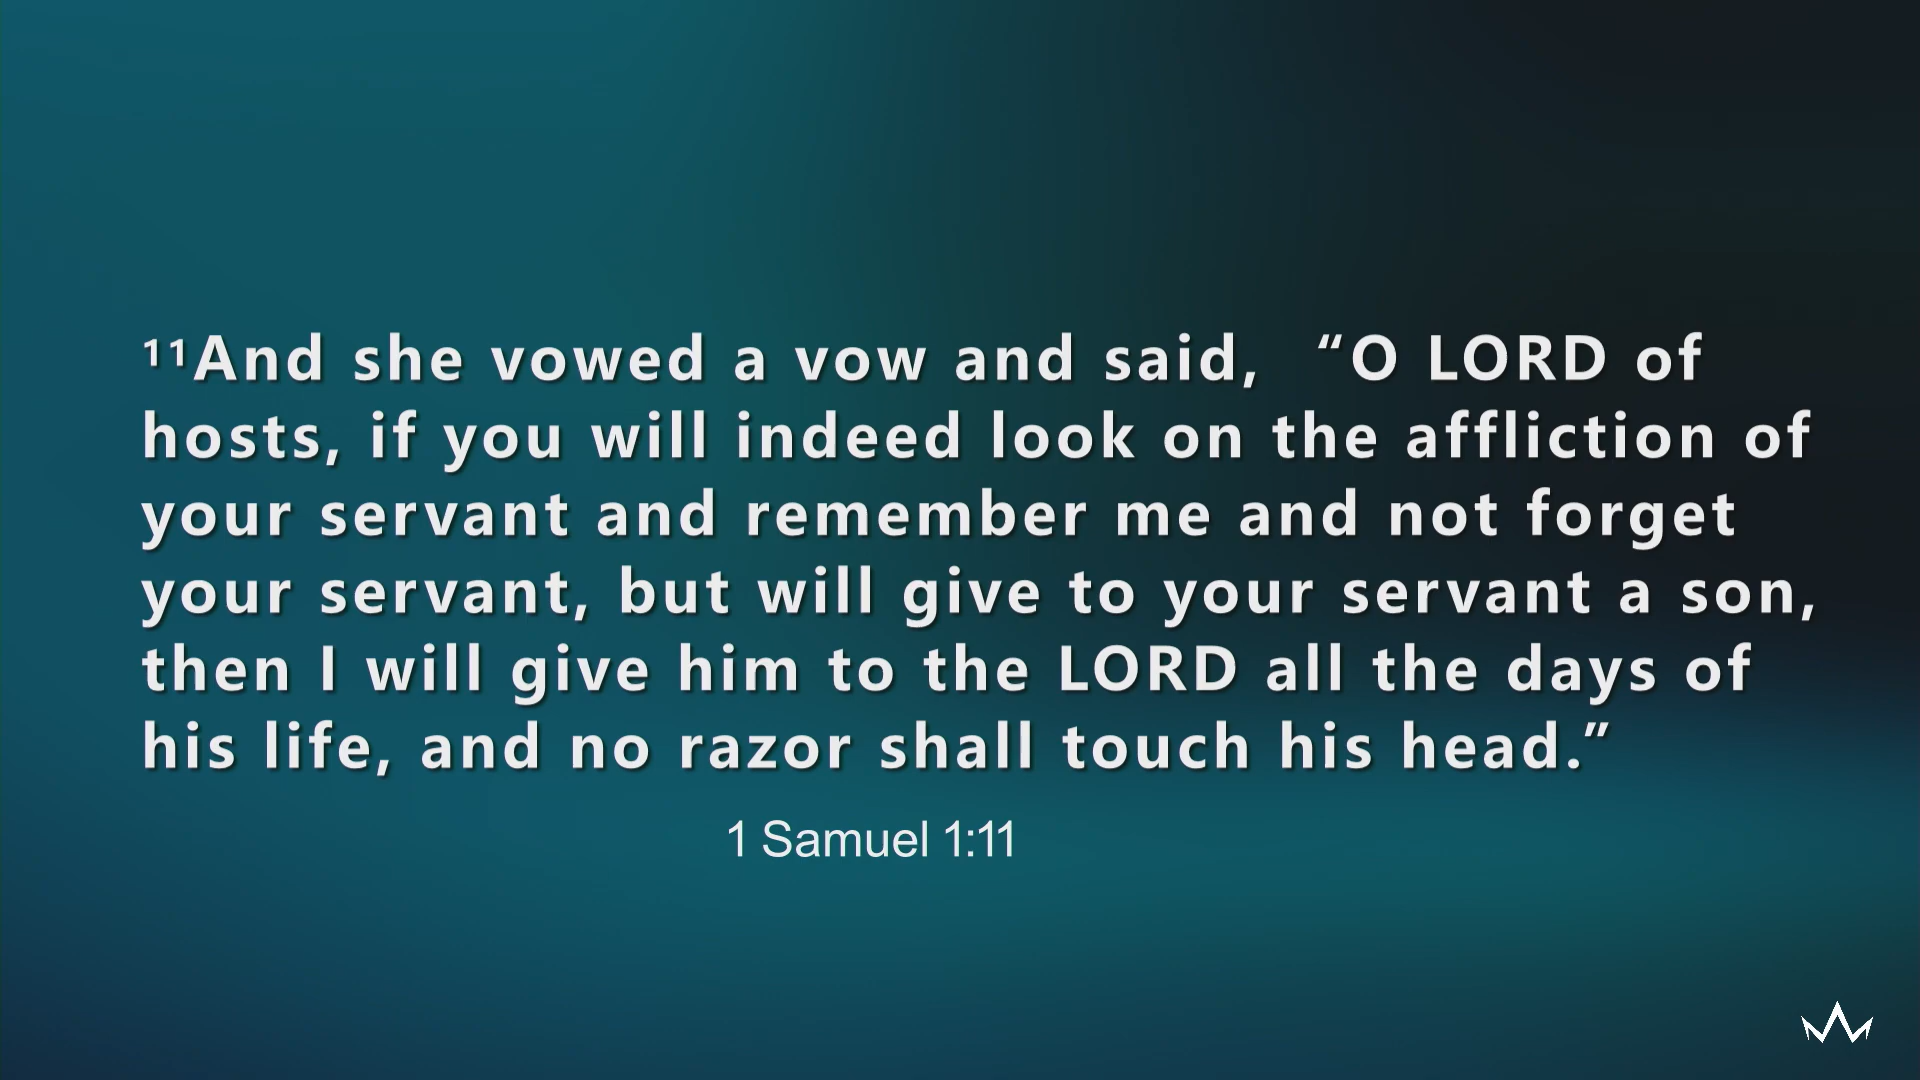 ¹¹And she vowed a vow and said,  “O LORD of
hosts, if you will indeed look on the affliction of
your servant and remember me and not forget
your servant, but will give to your servant a son,
then I will give him to the LORD all the days of
his life, and no razor shall touch his head.”
1 Samuel 1:11